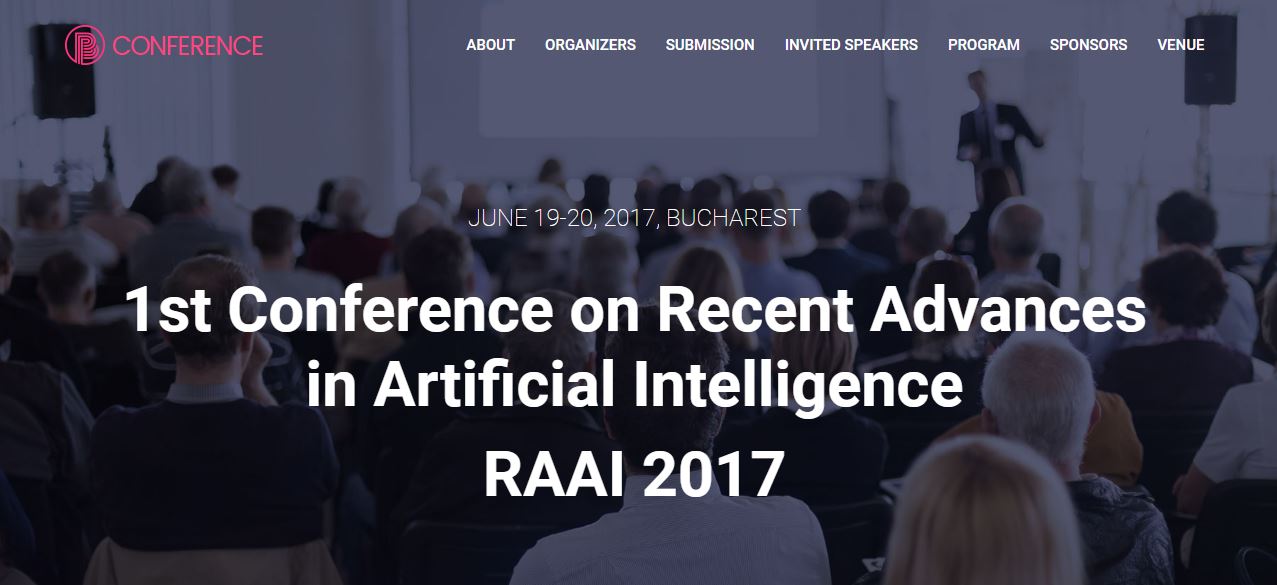 CONFERENCE
ABOUT ORGANIZERS SUBMISSION INVITED SPEAKERS PROGRAM SPONSORS VENUE
JUNE 19-20, 2017, BUCHAREST
1st Conference on Recent Advances
in Artificial Intelligence
RAAI 2017